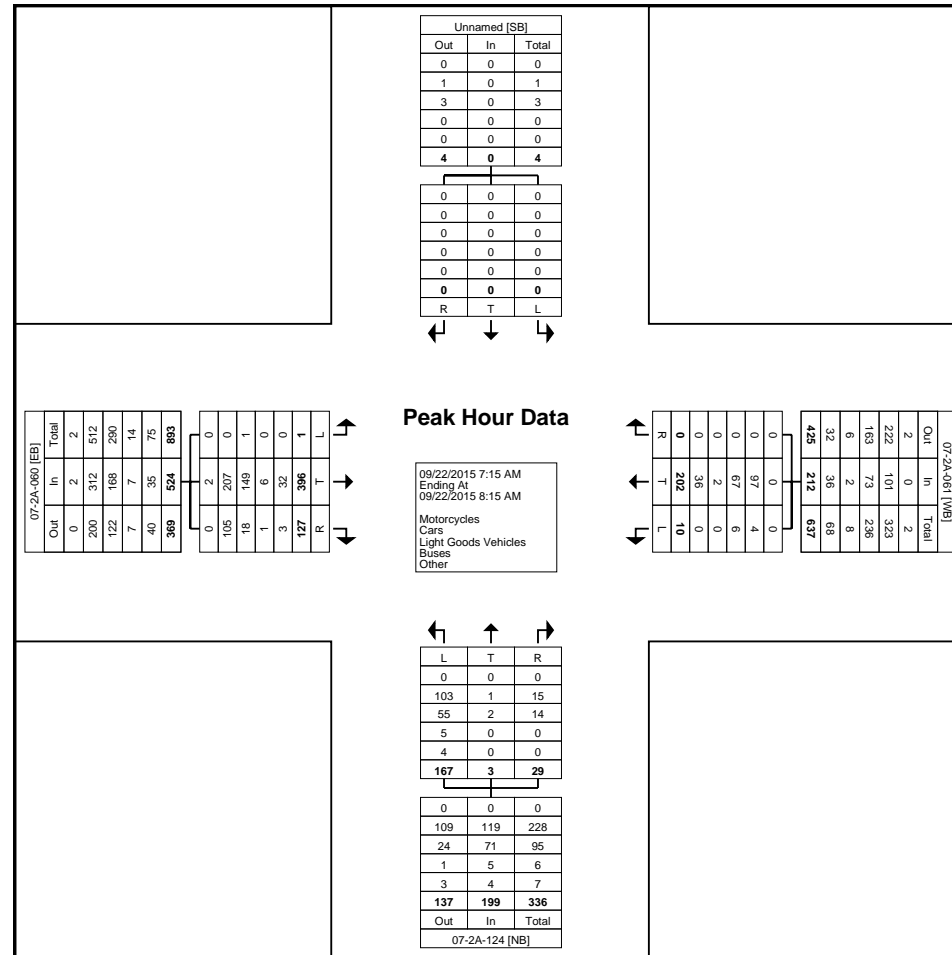 Unnamed [SB]
Out In Total
0 0 0
1 0 1
3 0 3
0 0 0
0 0 0
4 0 4
0 0 0
0 0 0
0 0 0
0 0 0
0 0 0
0 0 0
R T L
07-2A-060 [EB]
Out In Total
0 2 2
200 312 512
122 168 290
7 7 14
40 35 75
369 524 893
0 2 0
105 207 0
18 149 1
1 6 0
3 32 0
127 396 1
R T L
Peak Hour Data
09/22/2015 7:15 AM
Ending At
09/22/2015 8:15 AM
Motorcycles
Cars
Light Goods Vehicles
Buses
Other
07-2A-061 [WB]
Out In Total
2 0 2
222 101 323
163 73 236
6 2 8
32 36 68
425 212 637
0 0 0
0 97 4
0 67 6
0 2 0
0 36 0
0 202 10
R T L
L T R
0 0 0
103 1 15
55 2 14
5 0 0
4 0 0
167 3 29
0 0 0
109 119 228
24 71 95
1 5 6
3 4 7
137 199 336
Out In Total
07-2A-124 [NB]